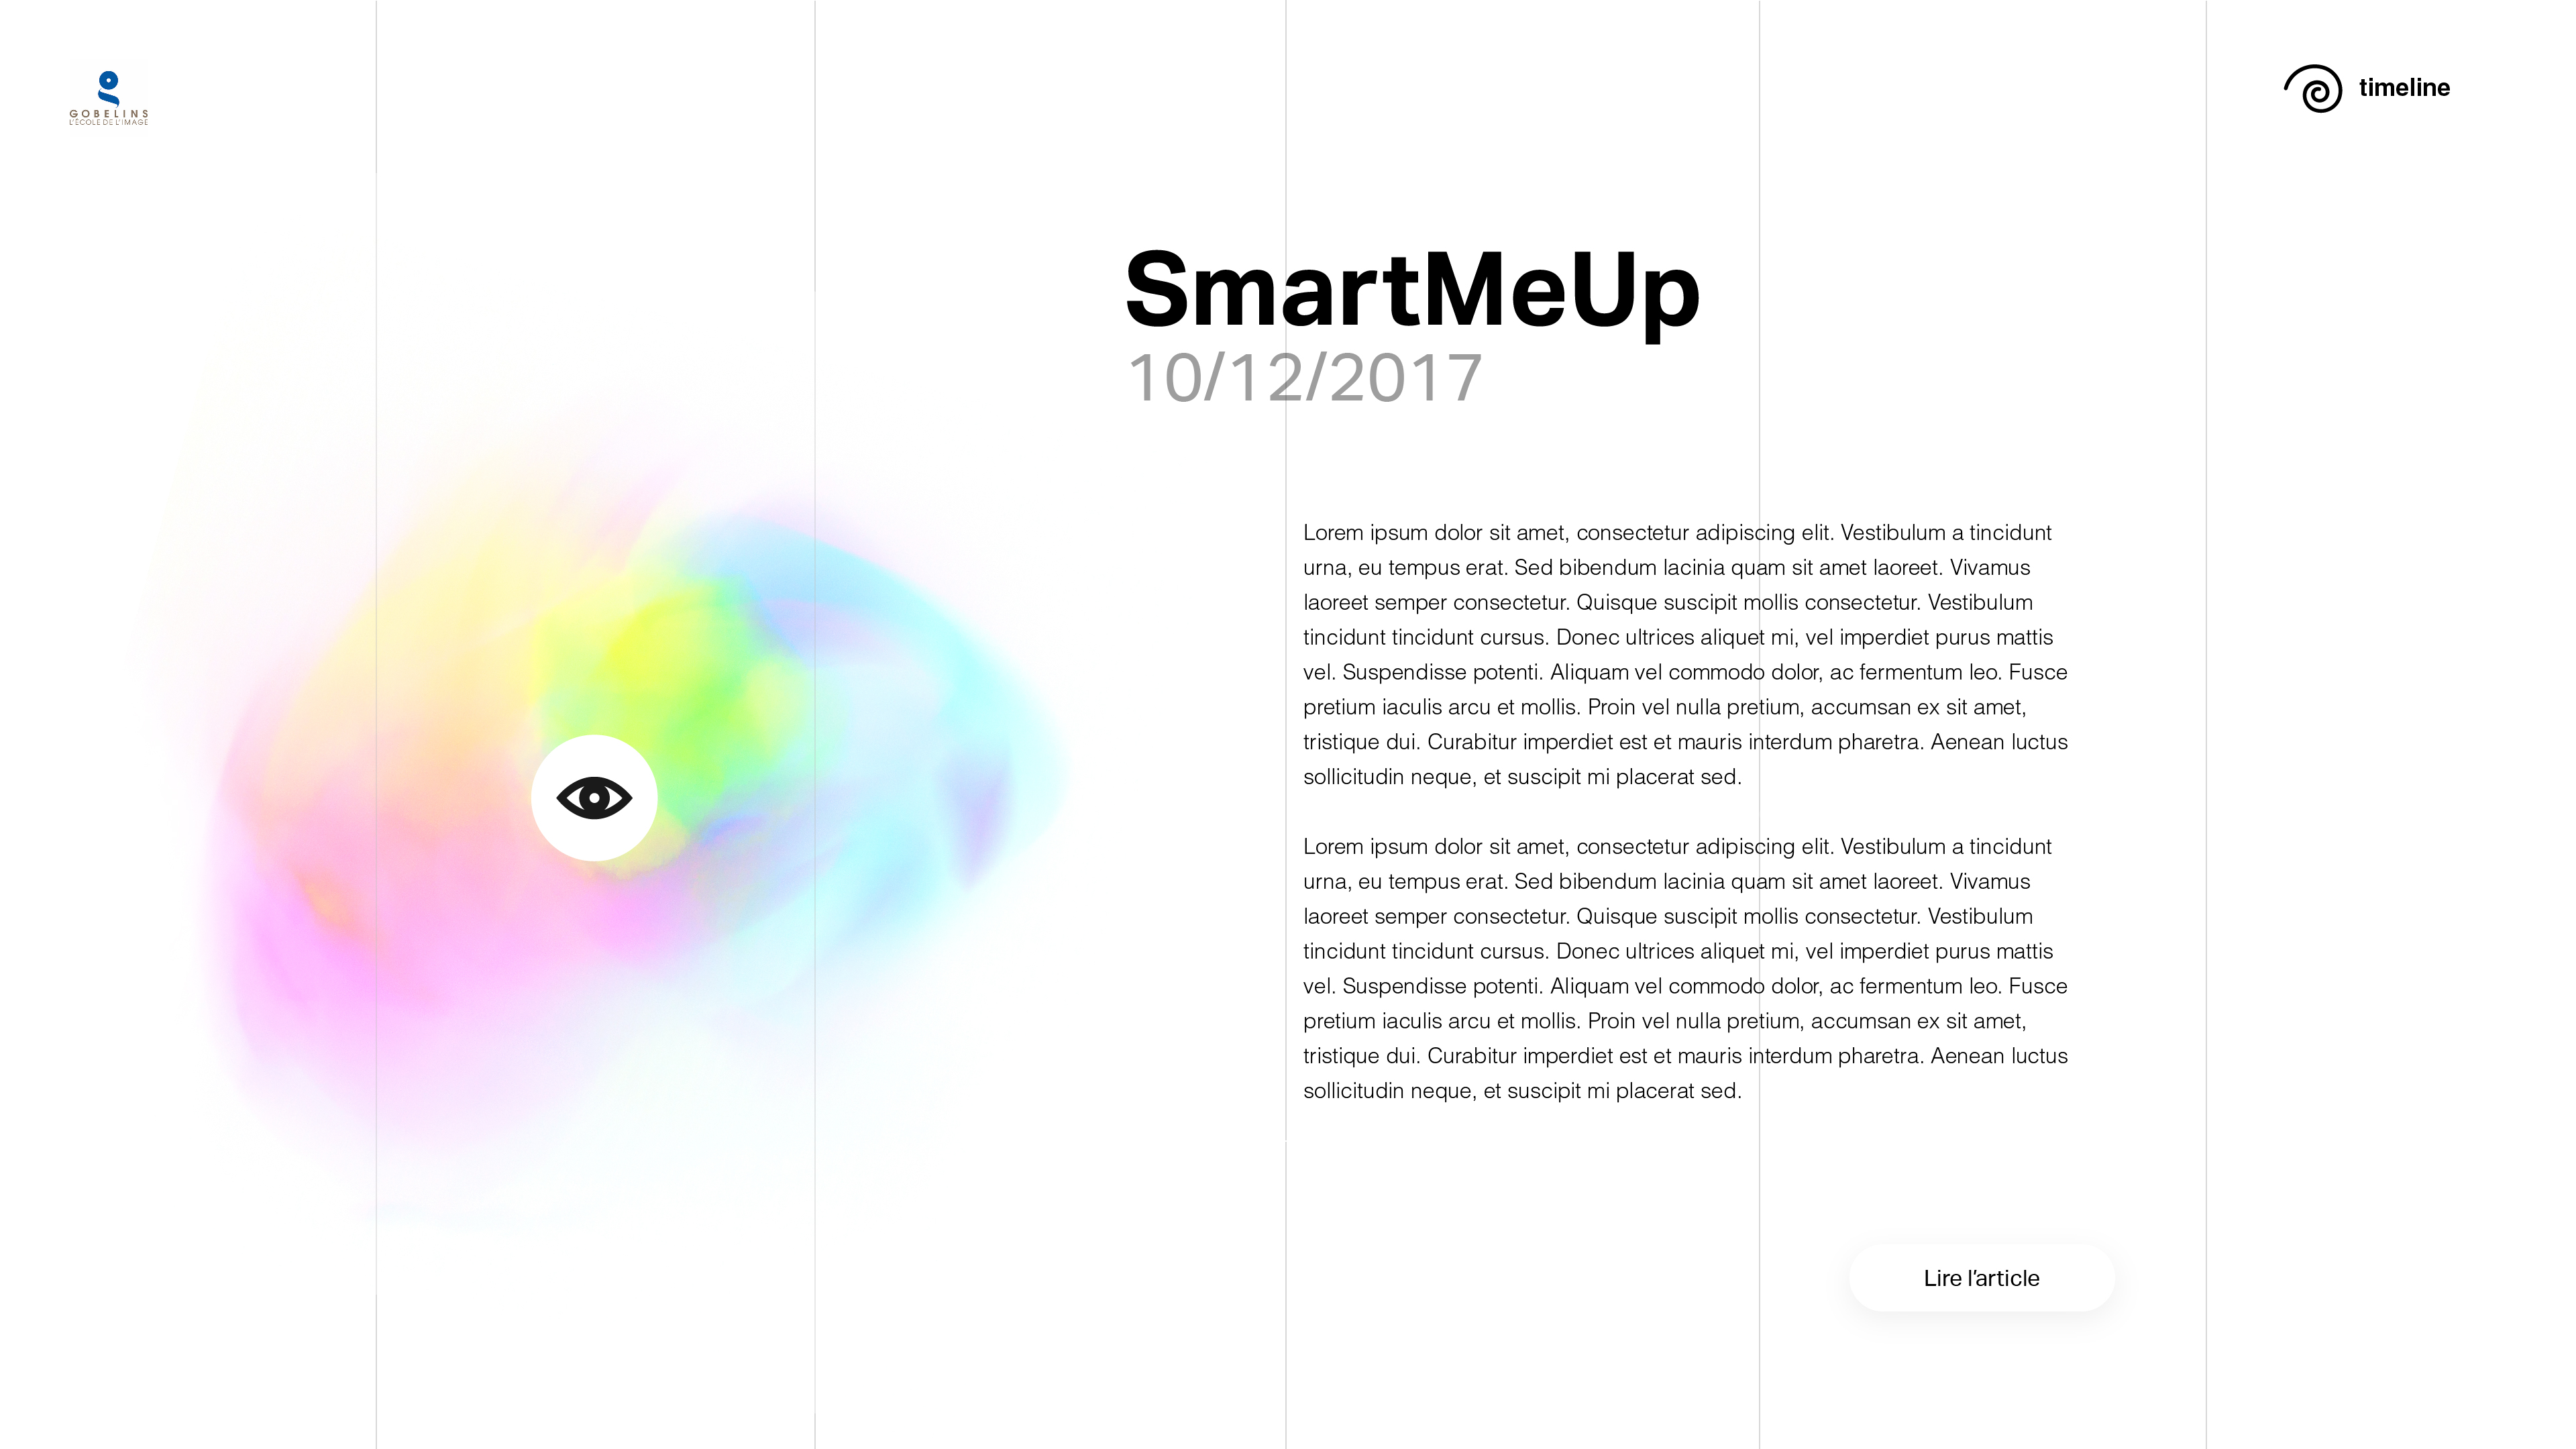 GOBELINS
L'ÉCOLE DE L'IMAGE
timeline
SmartMeUp
10/12/2017
Lorem ipsum dolor sit amet, consectetur adipiscing elit. Vestibulum a tincidunt
urna, eu tempus erat. Sed bibendum lacinia quam sit amet laoreet. Vivamus
laoreet semper consectetur. Quisque suscipit mollis consectetur. Vestibulum
tincidunt tincidunt cursus. Donec ultrices aliquet mi, vel imperdiet purus mattis
vel. Suspendisse potenti. Aliquam vel commodo dolor, ac fermentum leo. Fusce
pretium iaculis arcu et mollis. Proin vel nulla pretium, accumsan ex sit amet,
tristique dui. Curabitur imperdiet est et mauris interdum pharetra. Aenean luctus
sollicitudin neque, et suscipit mi placerat sed.
Lorem ipsum dolor sit amet, consectetur adipiscing elit. Vestibulum a tincidunt
urna, eu tempus erat. Sed bibendum lacinia quam sit amet laoreet. Vivamus
laoreet semper consectetur. Quisque suscipit mollis consectetur. Vestibulum
tincidunt tincidunt cursus. Donec ultrices aliquet mi, vel imperdiet purus mattis
vel. Suspendisse potenti. Aliquam vel commodo dolor, ac fermentum leo. Fusce
pretium iaculis arcu et mollis. Proin vel nulla pretium, accumsan ex sit amet,
tristique dui. Curabitur imperdiet est et mauris interdum pharetra. Aenean luctus
sollicitudin neque, et suscipit mi placerat sed.
Lire l’article